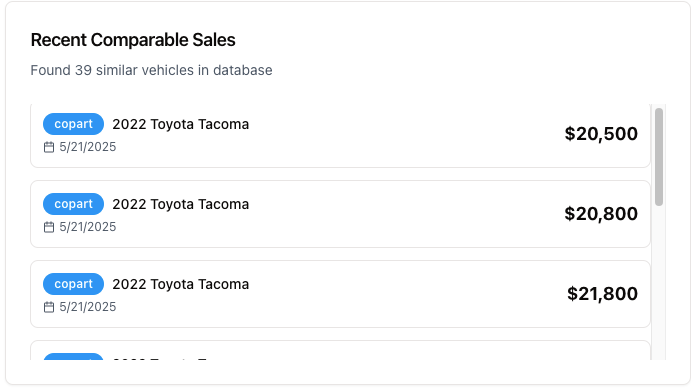 Recent Comparable Sales
Found 39 similar vehicles in database
copart 2022 Toyota Tacoma
5/21/2025
$20,500
copart 2022 Toyota Tacoma
5/21/2025
$20,800
copart 2022 Toyota Tacoma
5/21/2025
$21,800